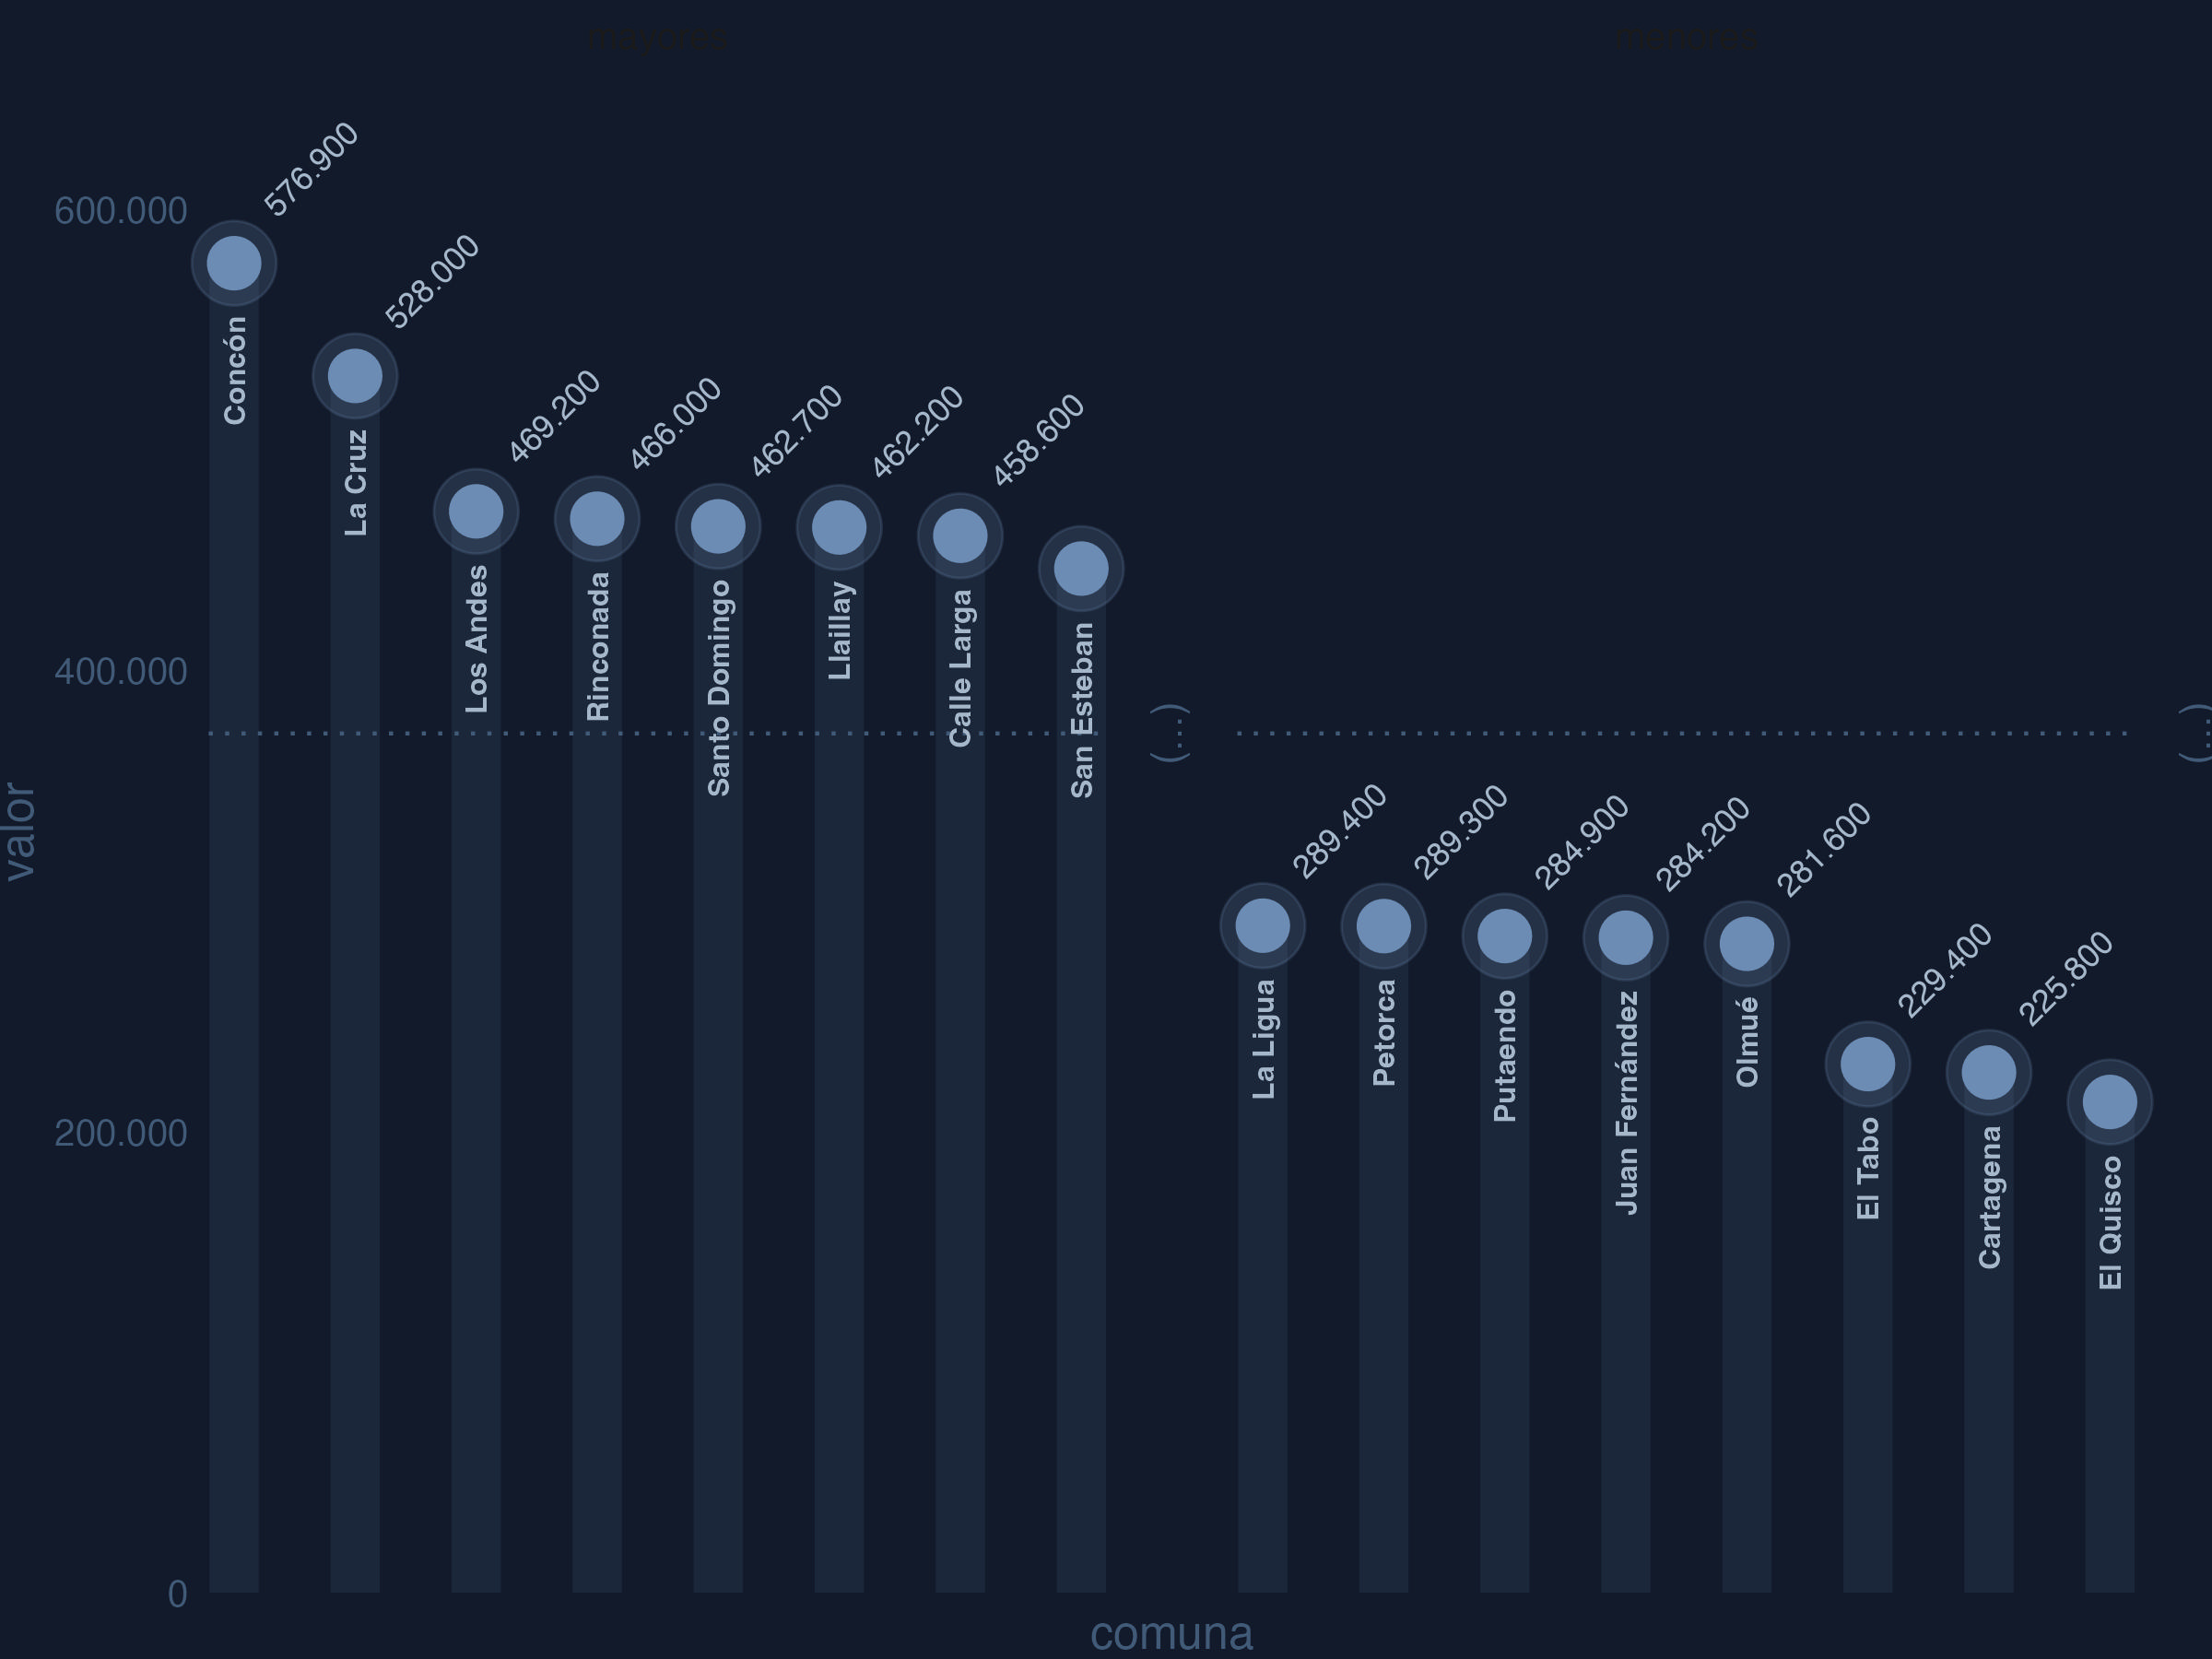 mayores
menores
600.000
400.000
200.000
0
valor
576.900
Concón
528.000
La Cruz
469.200
Los Andes
466.000
Rinconada
462.700
Santo Domingo
462.200
Llaillay
458.600
Calle Larga
San Esteban
(...)
289.400
La Ligua
289.300
Petorca
284.900
Putaendo
284.200
Juan Fernández
281.600
Olmué
229.400
El Tabo
225.800
Cartagena
El Quisco
(...)
comuna